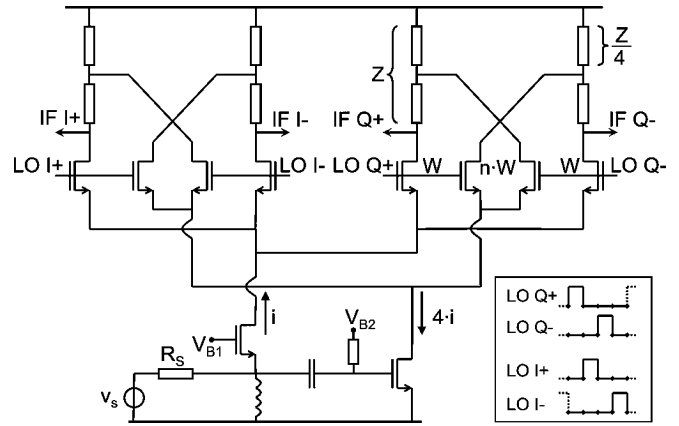 Z
Z/4
IF I+
IF I-
IF Q+
IF Q-
LO I+
LO I-
LO Q+
W
n·W
W
LO Q-
i
4·i
V_B1
V_B2
R_S
v_s
LO Q+
LO Q-
LO I+
LO I-